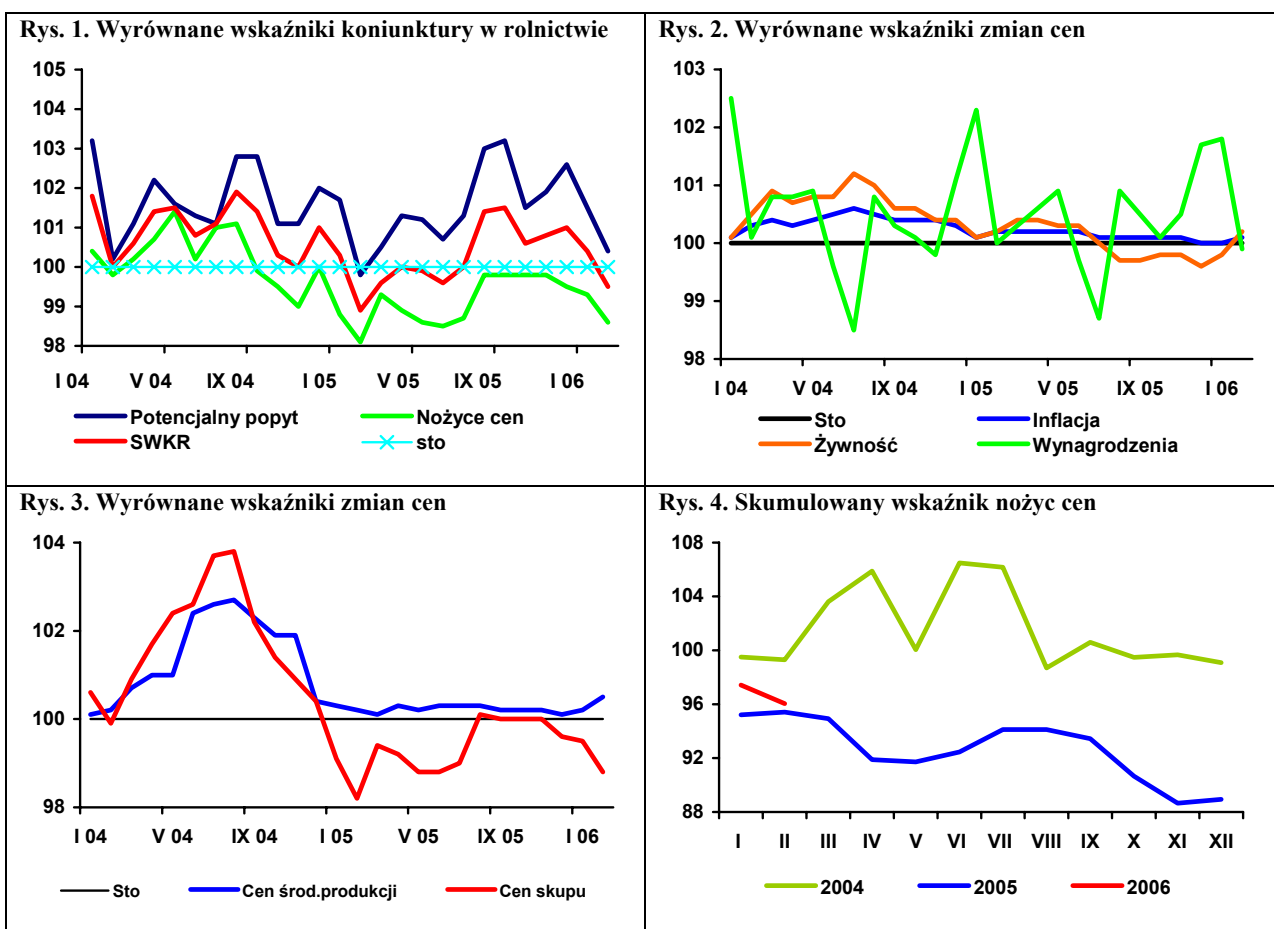 Rys. 1. Wyrównane wskaźniki koniunktury w rolnictwie
105
104
103
102
101
100
99
98
I 04 V 04 IX 04 I 05 V 05 IX 05 I 06
Potencjalny popyt Nożyce cen
SWKR sto
Rys. 2. Wyrównane wskaźniki zmian cen
103
102
101
100
99
98
I 04 V 04 IX 04 I 05 V 05 IX 05 I 06
Sto Inflacja
Żywność Wynagrodzenia
Rys. 3. Wyrównane wskaźniki zmian cen
104
102
100
98
I 04 V 04 IX 04 I 05 V 05 IX 05 I 06
Sto Cen środ.produkcji Cen skupu
Rys. 4. Skumulowany wskaźnik nożyc cen
108
104
100
96
92
88
I II III IV V VI VII VIII IX X XI XII
2004 2005 2006